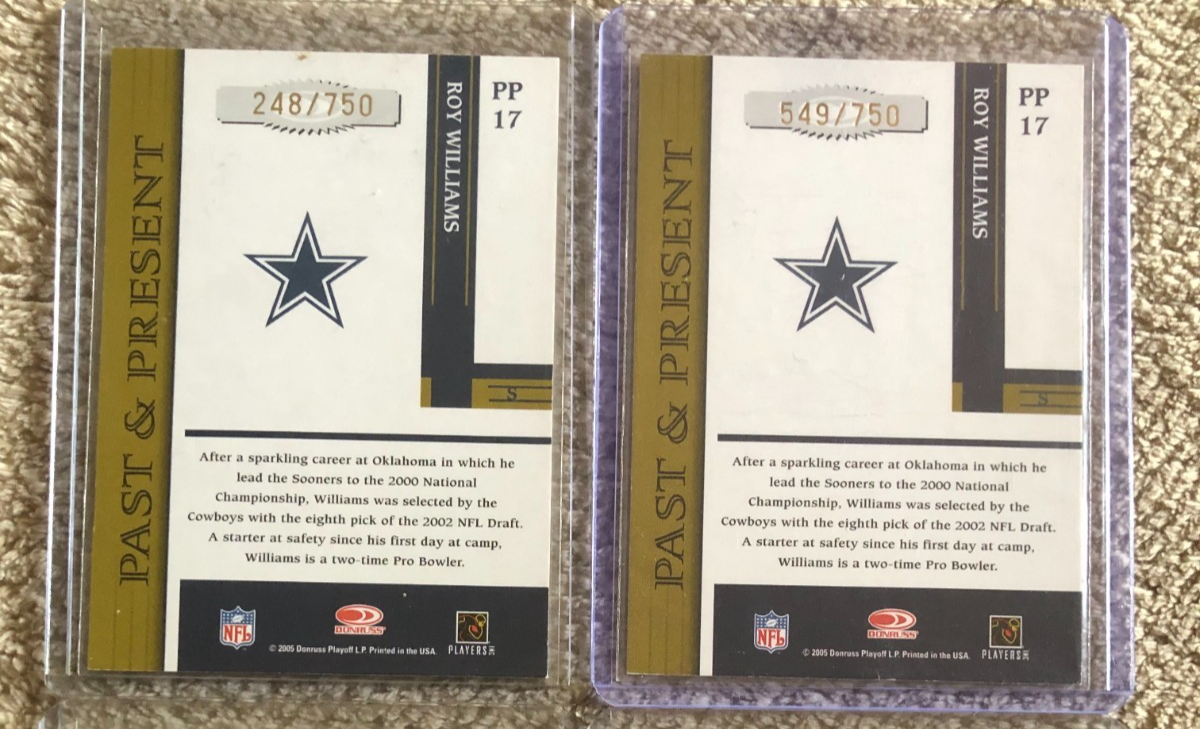 PAST & PRESENT
248/750
ROY WILLIAMS
PP
17
S
After a sparkling career at Oklahoma in which he
lead the Sooners to the 2000 National
Championship, Williams was selected by the
Cowboys with the eighth pick of the 2002 NFL Draft.
A starter at safety since his first day at camp,
Williams is a two-time Pro Bowler.
NFL
DONRUSS
PLAYERS INC
© 2005 Donruss Playoff L.P. Printed in the USA.
PAST & PRESENT
549/750
ROY WILLIAMS
PP
17
S
After a sparkling career at Oklahoma in which he
lead the Sooners to the 2000 National
Championship, Williams was selected by the
Cowboys with the eighth pick of the 2002 NFL Draft.
A starter at safety since his first day at camp,
Williams is a two-time Pro Bowler.
NFL
DONRUSS
PLAYERS INC
© 2005 Donruss Playoff L.P. Printed in the USA.